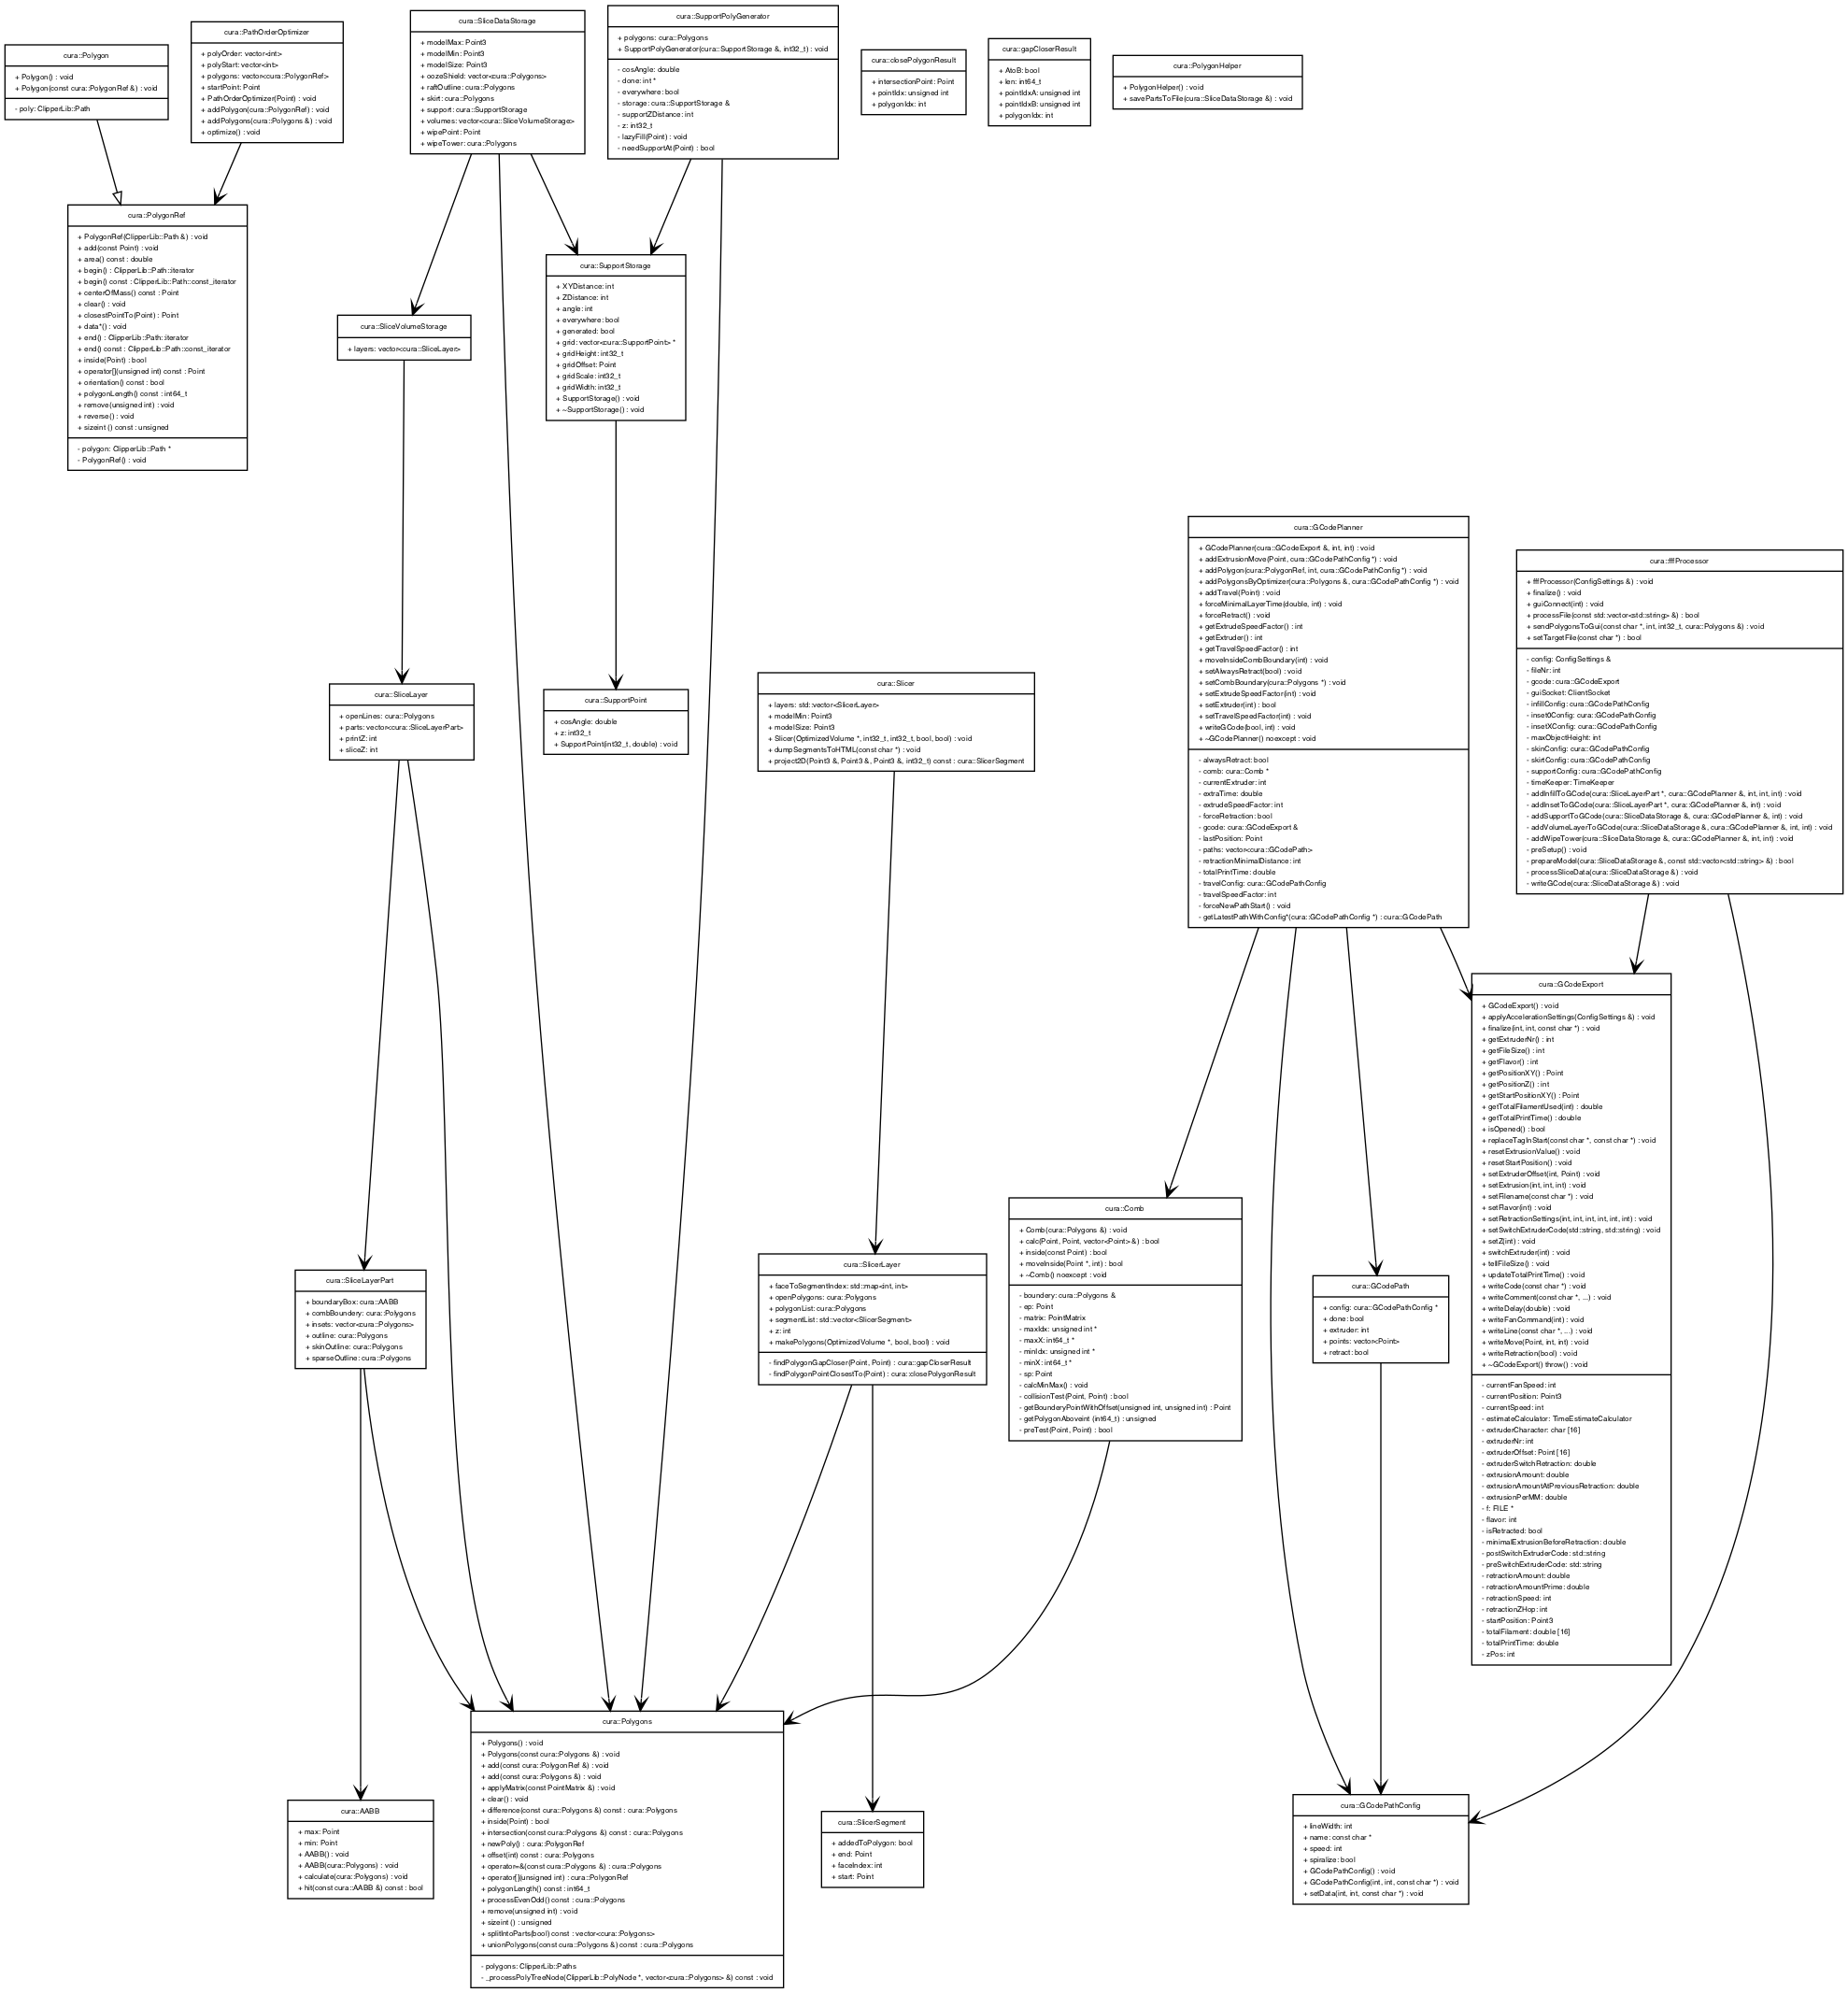 cura::Polygon
+ Polygon() : void
+ Polygon(const cura::PolygonRef &) : void
- poly: ClipperLib::Path
cura::PathOrderOptimizer
+ polyOrder: vector<int>
+ polyStart: vector<int>
+ polygons: vector<cura::PolygonRef>
+ startPoint: Point
+ PathOrderOptimizer(Point) : void
+ addPolygon(cura::PolygonRef) : void
+ addPolygons(cura::Polygons &) : void
+ optimize() : void
cura::SliceDataStorage
+ modelMax: Point3
+ modelMin: Point3
+ modelSize: Point3
+ oozeShield: vector<cura::Polygons>
+ raftOutline: cura::Polygons
+ skirt: cura::Polygons
+ support: cura::SupportStorage
+ volumes: vector<cura::SliceVolumeStorage>
+ wipePoint: Point
+ wipeTower: cura::Polygons
cura::SupportPolyGenerator
+ polygons: cura::Polygons
+ SupportPolyGenerator(cura::SupportStorage &, int32_t) : void
- cosAngle: double
- done: int *
- everywhere: bool
- storage: cura::SupportStorage &
- supportZDistance: int
- z: int32_t
- lazyFill(Point) : void
- needSupportAt(Point) : bool
cura::closePolygonResult
+ intersectionPoint: Point
+ pointIdx: unsigned int
+ polygonIdx: int
cura::gapCloserResult
+ AtoB: bool
+ len: int64_t
+ pointIdxA: unsigned int
+ pointIdxB: unsigned int
+ polygonIdx: int
cura::PolygonHelper
+ PolygonHelper() : void
+ savePartsToFile(cura::SliceDataStorage &) : void
cura::PolygonRef
+ PolygonRef(ClipperLib::Path &) : void
+ add(const Point) : void
+ area() const : double
+ begin() : ClipperLib::Path::iterator
+ begin() const : ClipperLib::Path::const_iterator
+ centerOfMass() const : Point
+ clear() : void
+ closestPointTo(Point) : Point
+ data*() : void
+ end() : ClipperLib::Path::iterator
+ end() const : ClipperLib::Path::const_iterator
+ inside(Point) : bool
+ operator[](unsigned int) const : Point
+ orientation() const : bool
+ polygonLength() const : int64_t
+ remove(unsigned int) : void
+ reverse() : void
+ sizeint () const : unsigned
- polygon: ClipperLib::Path *
- PolygonRef() : void
cura::SupportStorage
+ XYDistance: int
+ ZDistance: int
+ angle: int
+ everywhere: bool
+ generated: bool
+ grid: vector<cura::SupportPoint> *
+ gridHeight: int32_t
+ gridOffset: Point
+ gridScale: int32_t
+ gridWidth: int32_t
+ SupportStorage() : void
+ ~SupportStorage() : void
cura::SliceVolumeStorage
+ layers: vector<cura::SliceLayer>
cura::GCodePlanner
+ GCodePlanner(cura::GCodeExport &, int, int) : void
+ addExtrusionMove(Point, cura::GCodePathConfig *) : void
+ addPolygon(cura::PolygonRef, int, cura::GCodePathConfig *) : void
+ addPolygonsByOptimizer(cura::Polygons &, cura::GCodePathConfig *) : void
+ addTravel(Point) : void
+ forceMinimalLayerTime(double, int) : void
+ forceRetract() : void
+ getExtrudeSpeedFactor() : int
+ getExtruder() : int
+ getTravelSpeedFactor() : int
+ moveInsideCombBoundary(int) : void
+ setAlwaysRetract(bool) : void
+ setCombBoundary(cura::Polygons *) : void
+ setExtrudeSpeedFactor(int) : void
+ setExtruder(int) : bool
+ setTravelSpeedFactor(int) : void
+ writeGCode(bool, int) : void
+ ~GCodePlanner() noexcept : void
- alwaysRetract: bool
- comb: cura::Comb *
- currentExtruder: int
- extraTime: double
- extrudeSpeedFactor: int
- forceRetraction: bool
- gcode: cura::GCodeExport &
- lastPosition: Point
- paths: vector<cura::GCodePath>
- retractionMinimalDistance: int
- totalPrintTime: double
- travelConfig: cura::GCodePathConfig
- travelSpeedFactor: int
- forceNewPathStart() : void
- getLatestPathWithConfig*(cura::GCodePathConfig *) : cura::GCodePath
cura::fffProcessor
+ fffProcessor(ConfigSettings &) : void
+ finalize() : void
+ guiConnect(int) : void
+ processFile(const std::vector<std::string> &) : bool
+ sendPolygonsToGui(const char *, int, int32_t, cura::Polygons &) : void
+ setTargetFile(const char *) : bool
- config: ConfigSettings &
- fileNr: int
- gcode: cura::GCodeExport
- guiSocket: ClientSocket
- infillConfig: cura::GCodePathConfig
- inset0Config: cura::GCodePathConfig
- insetXConfig: cura::GCodePathConfig
- maxObjectHeight: int
- skinConfig: cura::GCodePathConfig
- skirtConfig: cura::GCodePathConfig
- supportConfig: cura::GCodePathConfig
- timeKeeper: TimeKeeper
- addInfillToGCode(cura::SliceLayerPart *, cura::GCodePlanner &, int, int, int) : void
- addInsetToGCode(cura::SliceLayerPart *, cura::GCodePlanner &, int) : void
- addSupportToGCode(cura::SliceDataStorage &, cura::GCodePlanner &, int) : void
- addVolumeLayerToGCode(cura::SliceDataStorage &, cura::GCodePlanner &, int, int) : void
- addWipeTower(cura::SliceDataStorage &, cura::GCodePlanner &, int, int) : void
- preSetup() : void
- prepareModel(cura::SliceDataStorage &, const std::vector<std::string> &) : bool
- processSliceData(cura::SliceDataStorage &) : void
- writeGCode(cura::SliceDataStorage &) : void
cura::SliceLayer
+ openLines: cura::Polygons
+ parts: vector<cura::SliceLayerPart>
+ printZ: int
+ sliceZ: int
cura::SupportPoint
+ cosAngle: double
+ z: int32_t
+ SupportPoint(int32_t, double) : void
cura::Slicer
+ layers: std::vector<SlicerLayer>
+ modelMin: Point3
+ modelSize: Point3
+ Slicer(OptimizedVolume *, int32_t, int32_t, bool, bool) : void
+ dumpSegmentsToHTML(const char *) : void
+ project2D(Point3 &, Point3 &, Point3 &, int32_t) const : cura::SlicerSegment
cura::GCodeExport
+ GCodeExport() : void
+ applyAccelerationSettings(ConfigSettings &) : void
+ finalize(int, int, const char *) : void
+ getExtruderNr() : int
+ getFileSize() : int
+ getFlavor() : int
+ getPositionXY() : Point
+ getPositionZ() : int
+ getStartPositionXY() : Point
+ getTotalFilamentUsed(int) : double
+ getTotalPrintTime() : double
+ isOpened() : bool
+ replaceTagInStart(const char *, const char *) : void
+ resetExtrusionValue() : void
+ resetStartPosition() : void
+ setExtruderOffset(int, Point) : void
+ setExtrusion(int, int, int) : void
+ setFilename(const char *) : void
+ setFlavor(int) : void
+ setRetractionSettings(int, int, int, int, int, int) : void
+ setSwitchExtruderCode(std::string, std::string) : void
+ setZ(int) : void
+ switchExtruder(int) : void
+ tellFileSize() : void
+ updateTotalPrintTime() : void
+ writeCode(const char *) : void
+ writeComment(const char *, ...) : void
+ writeDelay(double) : void
+ writeFanCommand(int) : void
+ writeLine(const char *, ...) : void
+ writeMove(Point, int, int) : void
+ writeRetraction(bool) : void
+ ~GCodeExport() throw() : void
- currentFanSpeed: int
- currentPosition: Point3
- currentSpeed: int
- estimateCalculator: TimeEstimateCalculator
- extruderCharacter: char [16]
- extruderNr: int
- extruderOffset: Point [16]
- extruderSwitchRetraction: double
- extrusionAmount: double
- extrusionAmountAtPreviousRetraction: double
- extrusionPerMM: double
- f: FILE *
- flavor: int
- isRetracted: bool
- minimalExtrusionBeforeRetraction: double
- postSwitchExtruderCode: std::string
- preSwitchExtruderCode: std::string
- retractionAmount: double
- retractionAmountPrime: double
- retractionSpeed: int
- retractionZHop: int
- startPosition: Point3
- totalFilament: double [16]
- totalPrintTime: double
- zPos: int
cura::Comb
+ Comb(cura::Polygons &) : void
+ calc(Point, Point, vector<Point> &) : bool
+ inside(const Point) : bool
+ moveInside(Point *, int) : bool
+ ~Comb() noexcept : void
- boundery: cura::Polygons &
- ep: Point
- matrix: PointMatrix
- maxIdx: unsigned int *
- maxX: int64_t *
- minIdx: unsigned int *
- minX: int64_t *
- sp: Point
- calcMinMax() : void
- collisionTest(Point, Point) : bool
- getBounderyPointWithOffset(unsigned int, unsigned int) : Point
- getPolygonAboveint (int64_t) : unsigned
- preTest(Point, Point) : bool
cura::SlicerLayer
+ faceToSegmentIndex: std::map<int, int>
+ openPolygons: cura::Polygons
+ polygonList: cura::Polygons
+ segmentList: std::vector<SlicerSegment>
+ z: int
+ makePolygons(OptimizedVolume *, bool, bool) : void
- findPolygonGapCloser(Point, Point) : cura::gapCloserResult
- findPolygonPointClosestTo(Point) : cura::closePolygonResult
cura::SliceLayerPart
+ boundaryBox: cura::AABB
+ combBoundery: cura::Polygons
+ insets: vector<cura::Polygons>
+ outline: cura::Polygons
+ skinOutline: cura::Polygons
+ sparseOutline: cura::Polygons
cura::GCodePath
+ config: cura::GCodePathConfig *
+ done: bool
+ extruder: int
+ points: vector<Point>
+ retract: bool
cura::Polygons
+ Polygons() : void
+ Polygons(const cura::Polygons &) : void
+ add(const cura::PolygonRef &) : void
+ add(const cura::Polygons &) : void
+ applyMatrix(const PointMatrix &) : void
+ clear() : void
+ difference(const cura::Polygons &) const : cura::Polygons
+ inside(Point) : bool
+ intersection(const cura::Polygons &) const : cura::Polygons
+ newPoly() : cura::PolygonRef
+ offset(int) const : cura::Polygons
+ operator=&(const cura::Polygons &) : cura::Polygons
+ operator[](unsigned int) : cura::PolygonRef
+ polygonLength() const : int64_t
+ processEvenOdd() const : cura::Polygons
+ remove(unsigned int) : void
+ sizeint () : unsigned
+ splitIntoParts(bool) const : vector<cura::Polygons>
+ unionPolygons(const cura::Polygons &) const : cura::Polygons
- polygons: ClipperLib::Paths
- _processPolyTreeNode(ClipperLib::PolyNode *, vector<cura::Polygons> &) const : void
cura::AABB
+ max: Point
+ min: Point
+ AABB() : void
+ AABB(cura::Polygons) : void
+ calculate(cura::Polygons) : void
+ hit(const cura::AABB &) const : bool
cura::SlicerSegment
+ addedToPolygon: bool
+ end: Point
+ faceIndex: int
+ start: Point
cura::GCodePathConfig
+ lineWidth: int
+ name: const char *
+ speed: int
+ spiralize: bool
+ GCodePathConfig() : void
+ GCodePathConfig(int, int, const char *) : void
+ setData(int, int, const char *) : void